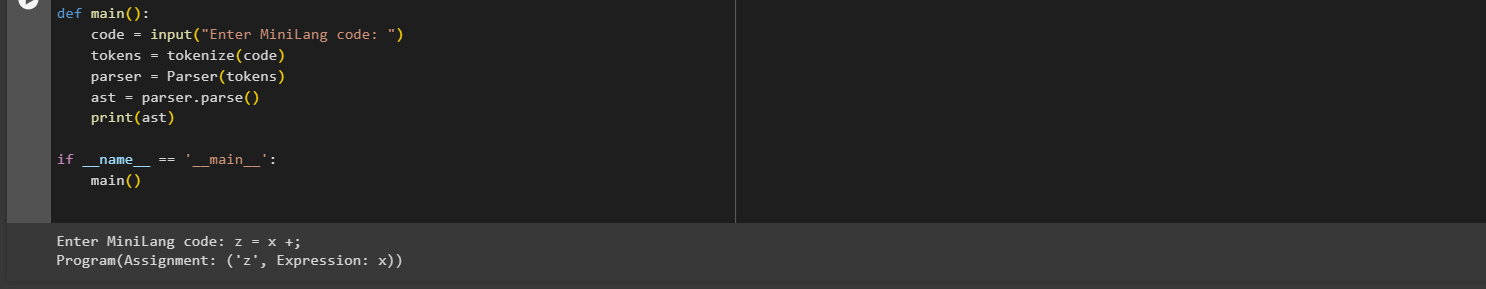 def main():
    code = input("Enter MiniLang code: ")
    tokens = tokenize(code)
    parser = Parser(tokens)
    ast = parser.parse()
    print(ast)
if __name__ == '__main__':
    main()
Enter MiniLang code: z = x +;
Program(Assignment: ('z', Expression: x))